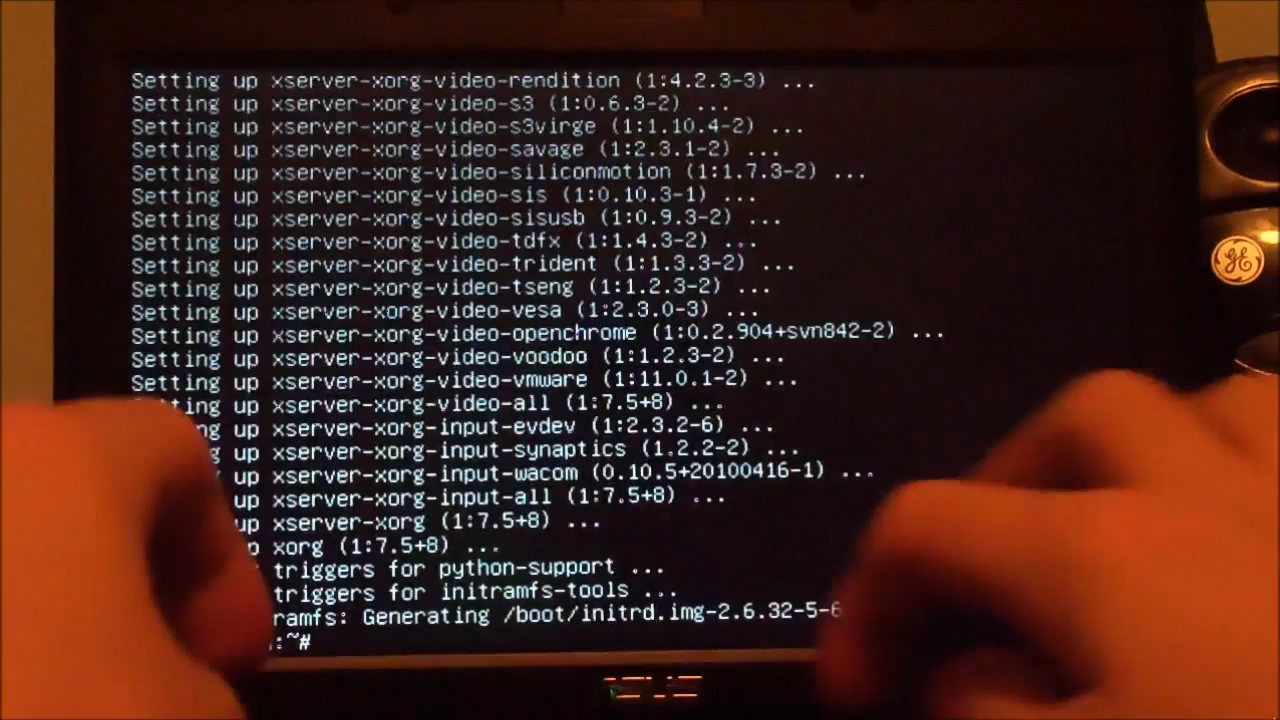 Setting up xserver-xorg-video-rendition (1:4.2.3-3) ...
Setting up xserver-xorg-video-s3 (1:0.6.3-2) ...
Setting up xserver-xorg-video-s3virge (1:1.10.4-2) ...
Setting up xserver-xorg-video-savage (1:2.3.1-2) ...
Setting up xserver-xorg-video-siliconmotion (1:1.7.3-2) ...
Setting up xserver-xorg-video-sis (1:0.10.3-1) ...
Setting up xserver-xorg-video-sisusb (1:0.9.3-2) ...
Setting up xserver-xorg-video-tdfx (1:1.4.3-2) ...
Setting up xserver-xorg-video-trident (1:1.3.3-2) ...
Setting up xserver-xorg-video-tseng (1:1.2.3-2) ...
Setting up xserver-xorg-video-vesa (1:2.3.0-3) ...
Setting up xserver-xorg-video-openchrome (1:0.2.904+svn842-2) ...
Setting up xserver-xorg-video-voodoo (1:1.2.3-2) ...
Setting up xserver-xorg-video-vmware (1:11.0.1-2) ...
Setting up xserver-xorg-video-all (1:7.5+8) ...
ng up xserver-xorg-input-evdev (1:2.3.2-6) ...
up xserver-xorg-input-synaptics (1.2.2-2) ...
up xserver-xorg-input-wacom (0.10.5+20100416-1) ...
up xserver-xorg-input-all (1:7.5+8) ...
up xserver-xorg (1:7.5+8) ...
p xorg (1:7.5+8) ...
triggers for python-support ...
triggers for initramfs-tools ...
ramfs: Generating /boot/initrd.img-2.6.32-5-6
:~#
GE
ASUS